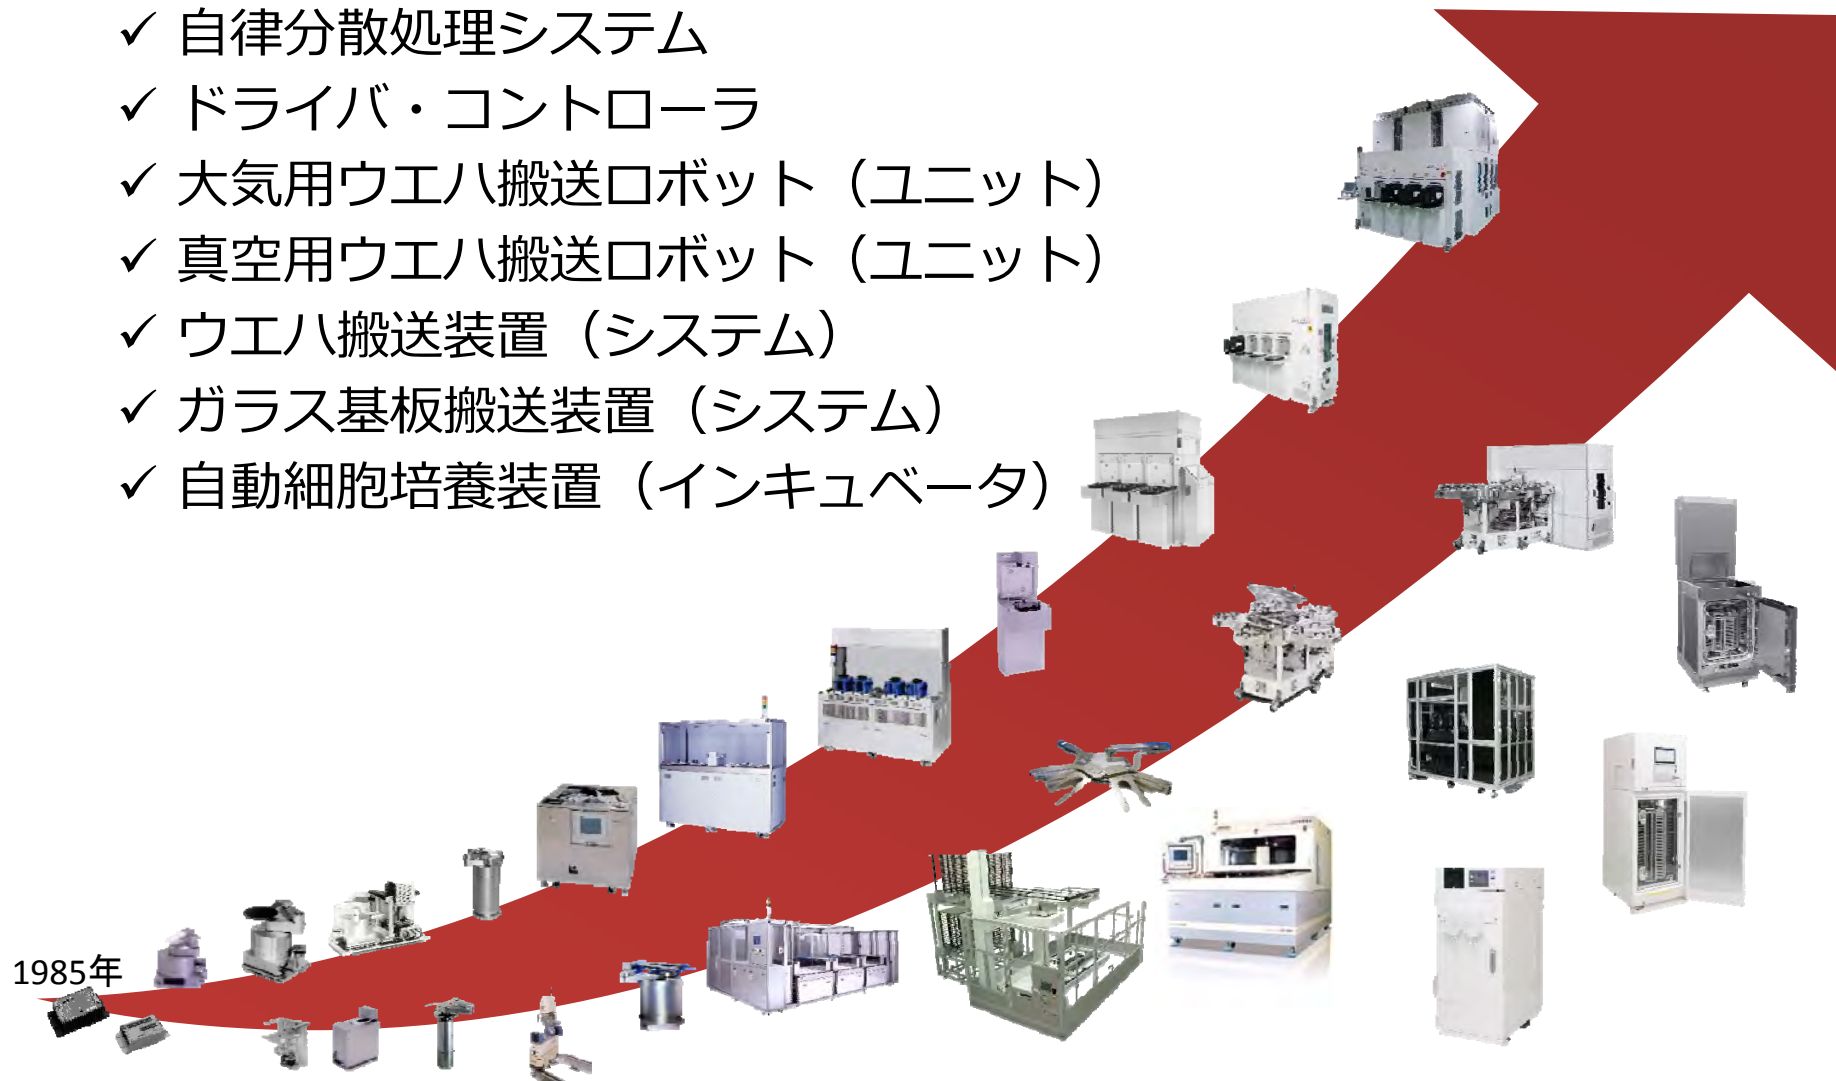 ✓ 自律分散処理システム
✓ ドライバ・コントローラ
✓ 大気用ウエハ搬送ロボット（ユニット）
✓ 真空用ウエハ搬送ロボット（ユニット）
✓ ウエハ搬送装置（システム）
✓ ガラス基板搬送装置（システム）
✓ 自動細胞培養装置（インキュベータ）
1985年